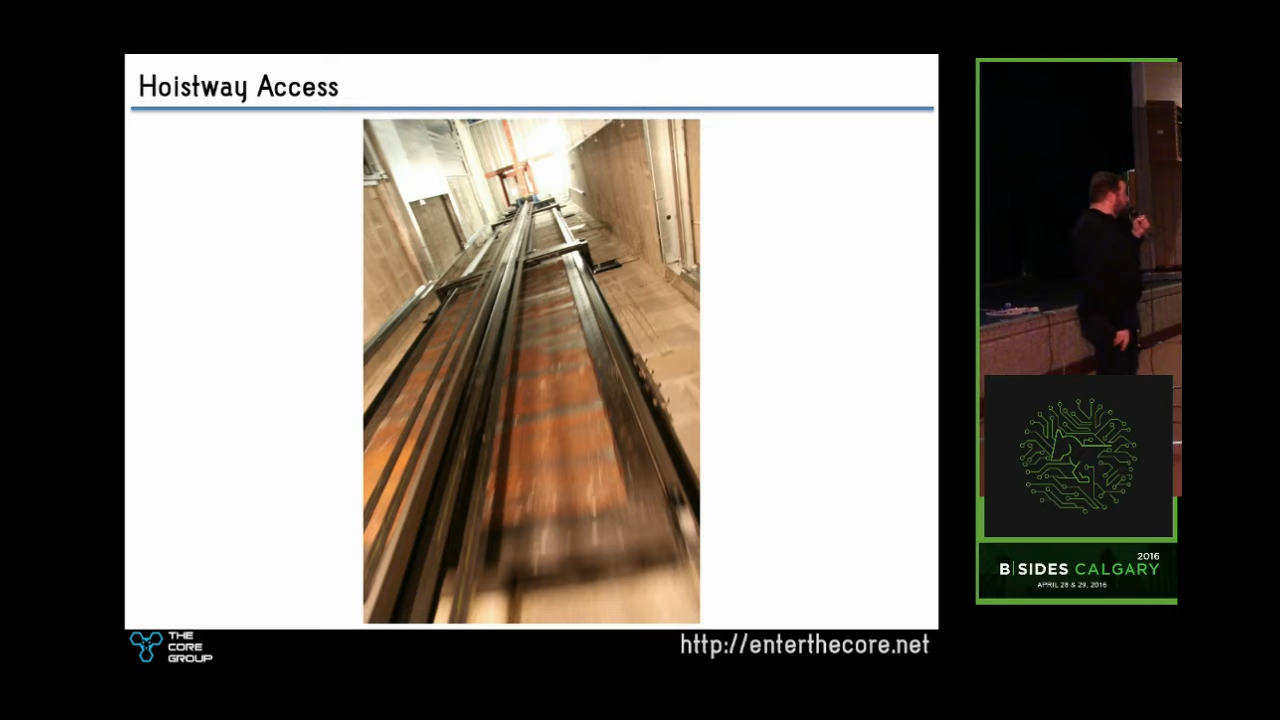 Hoistway Access
THE
CORE
GROUP
http://enterthecore.net
2016
B|SIDES CALGARY
APRIL 28 & 29, 2016